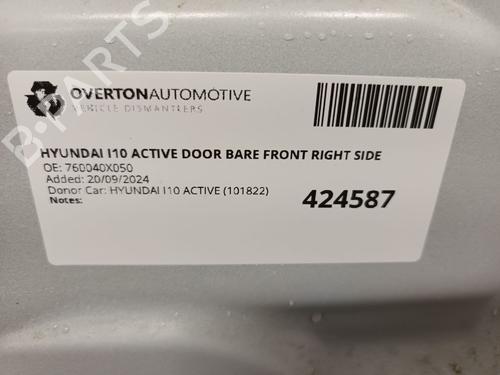 OVERTONAUTOMOTIVE
VEHICLE DISMANTLERS
HYUNDAI I10 ACTIVE DOOR BARE FRONT RIGHT SIDE
OE: 760040X050
Added: 20/09/2024
Donor Car: HYUNDAI I10 ACTIVE (101822)
Notes:
424587
B-PARTS